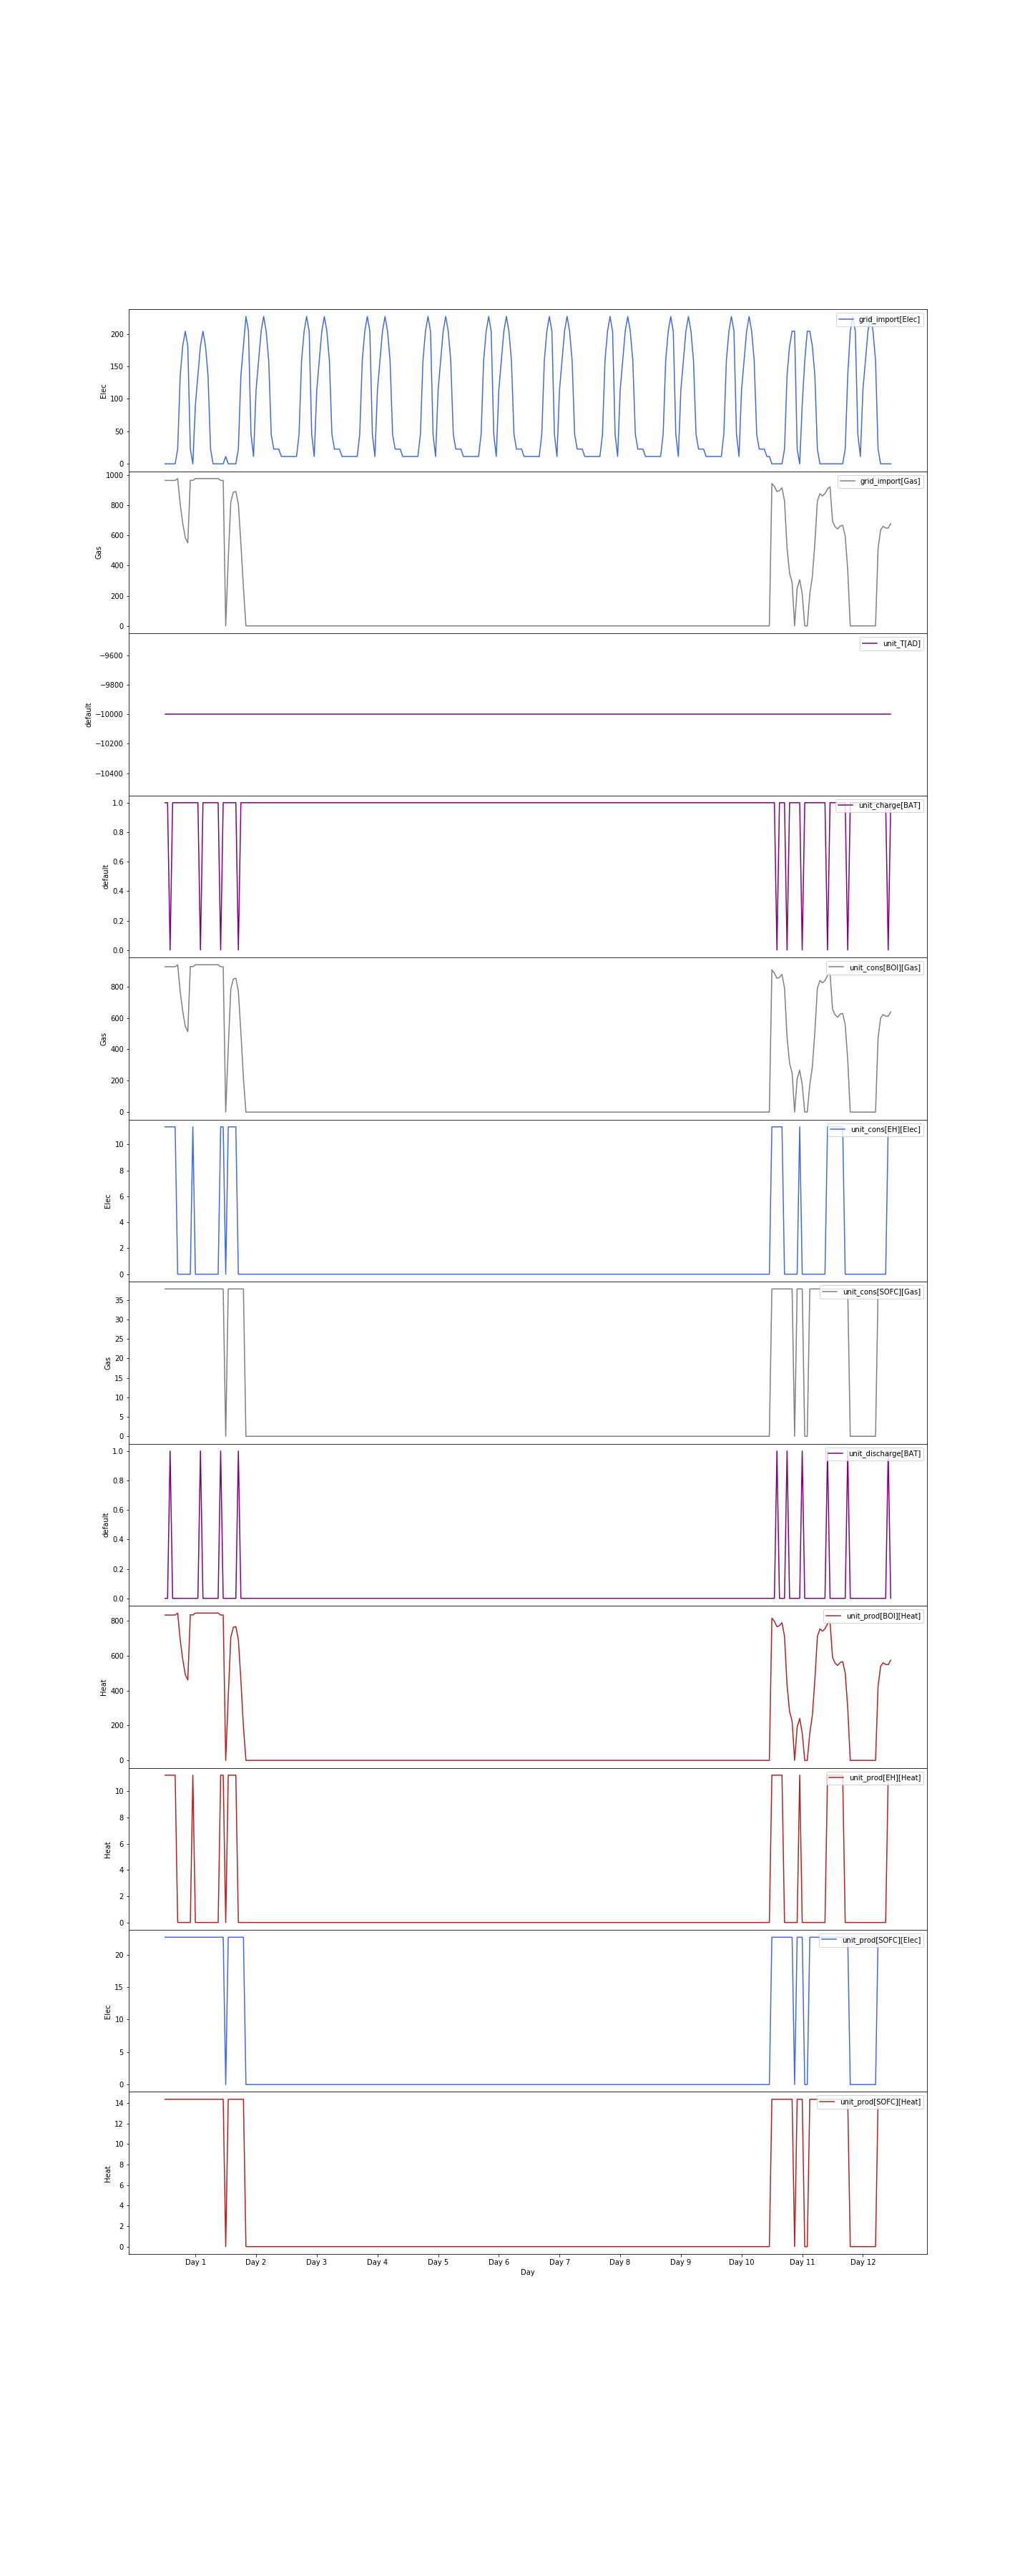 grid_import[Elec]
200
150
100
50
0
Elec
grid_import[Gas]
1000
800
600
400
200
0
Gas
unit_T[AD]
−9600
−9800
−10000
−10200
−10400
default
unit_charge[BAT]
1.0
0.8
0.6
0.4
0.2
0.0
default
unit_cons[BOI][Gas]
800
600
400
200
0
Gas
unit_cons[EH][Elec]
10
8
6
4
2
0
Elec
unit_cons[SOFC][Gas]
35
30
25
20
15
10
5
0
Gas
unit_discharge[BAT]
1.0
0.8
0.6
0.4
0.2
0.0
default
unit_prod[BOI][Heat]
800
600
400
200
0
Heat
unit_prod[EH][Heat]
10
8
6
4
2
0
Heat
unit_prod[SOFC][Elec]
20
15
10
5
0
Elec
unit_prod[SOFC][Heat]
14
12
10
8
6
4
2
0
Heat
Day 1 Day 2 Day 3 Day 4 Day 5 Day 6 Day 7 Day 8 Day 9 Day 10 Day 11 Day 12
Day